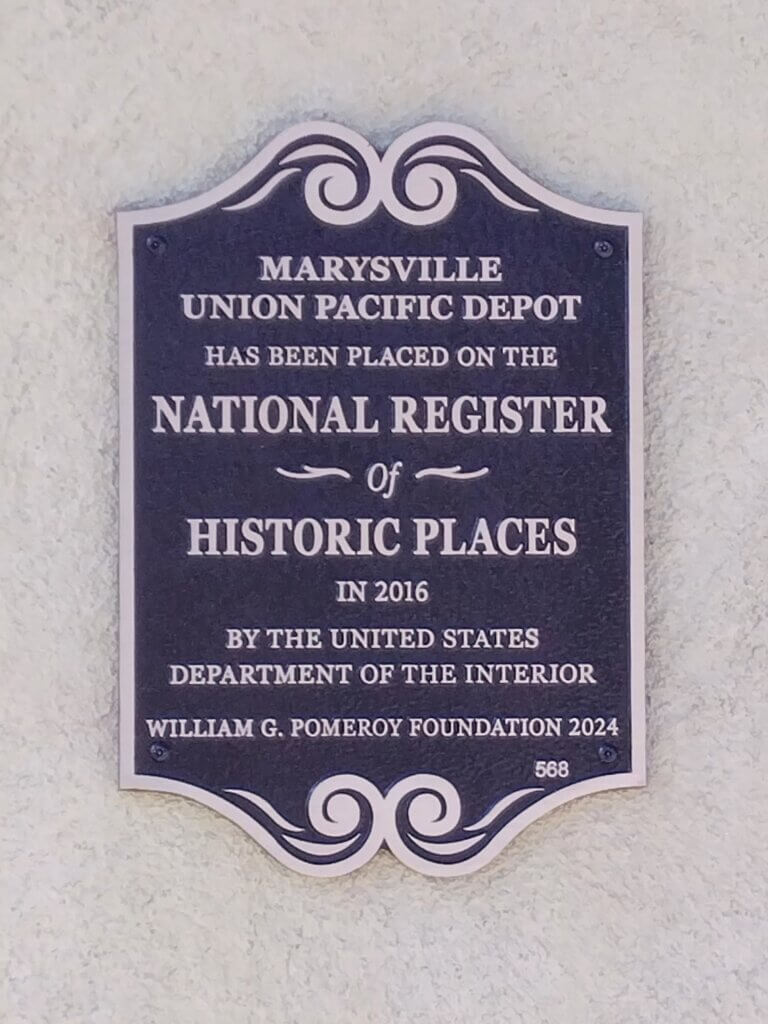 MARYSVILLE
UNION PACIFIC DEPOT
HAS BEEN PLACED ON THE
NATIONAL REGISTER
Of
HISTORIC PLACES
IN 2016
BY THE UNITED STATES
DEPARTMENT OF THE INTERIOR
WILLIAM G. POMEROY FOUNDATION 2024
568